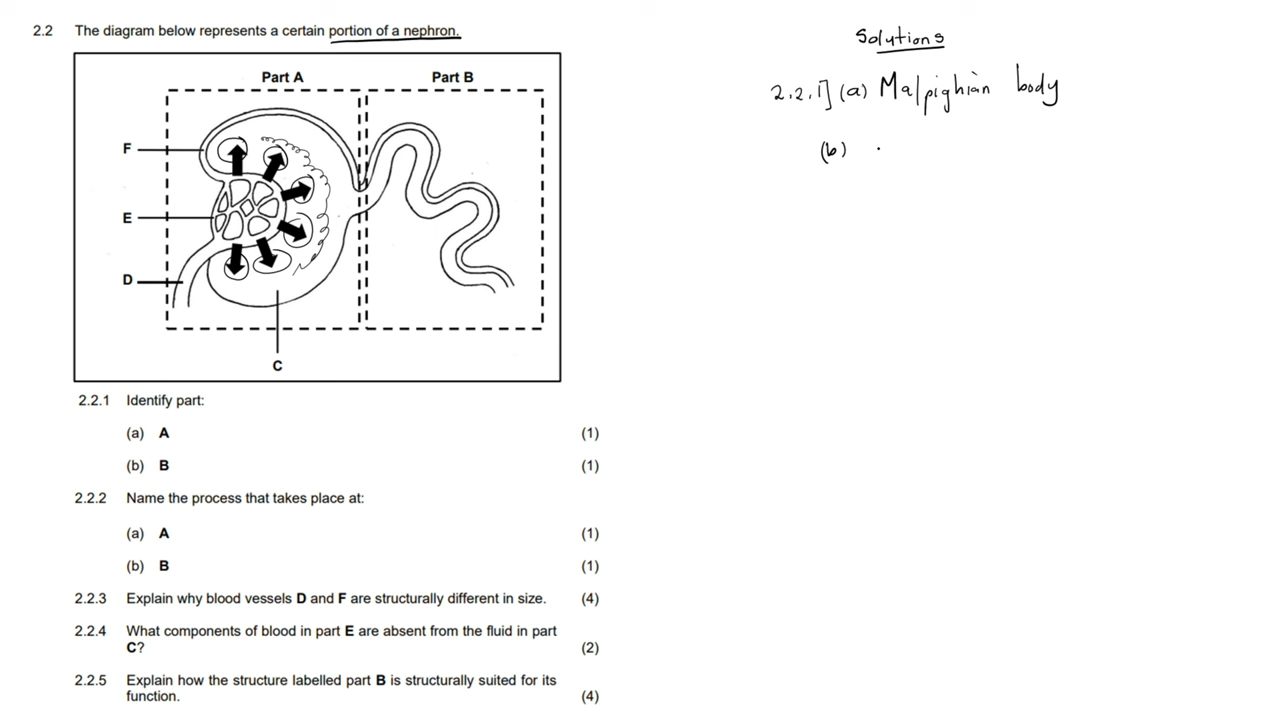 2.2 The diagram below represents a certain portion of a nephron.
Part A Part B
F
E
D
C
2.2.1 Identify part:
(a) A (1)
(b) B (1)
2.2.2 Name the process that takes place at:
(a) A (1)
(b) B (1)
2.2.3 Explain why blood vessels D and F are structurally different in size. (4)
2.2.4 What components of blood in part E are absent from the fluid in part
C? (2)
2.2.5 Explain how the structure labelled part B is structurally suited for its
function. (4)
Solutions
2.2.1] (a) Malpighian body
(b)